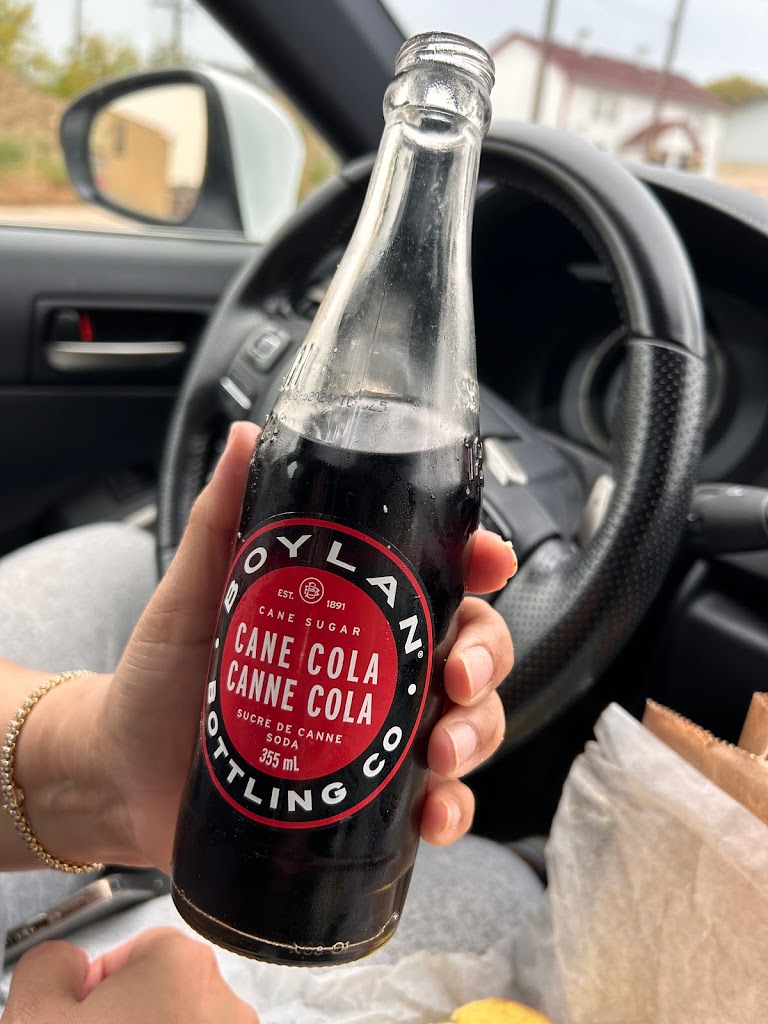 BOYLAN®
EST. B 1891
CANE SUGAR
CANE COLA
CANNE COLA
SUCRE DE CANNE
SODA
355 mL
BOTTLING CO